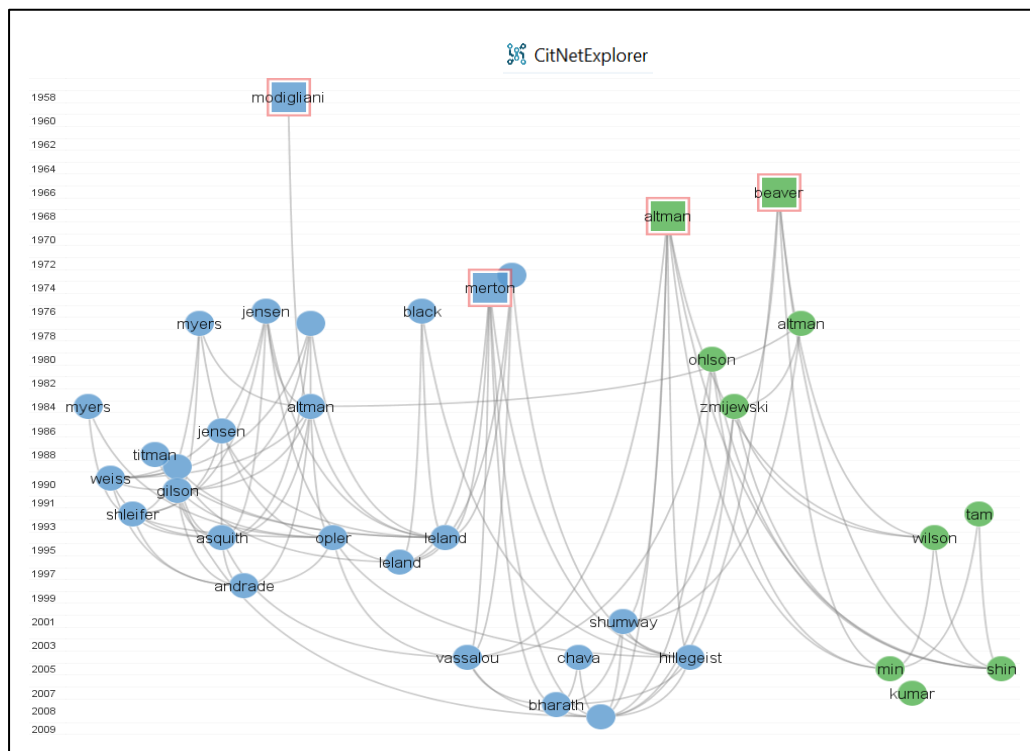 CitNetExplorer
1958
modigliani
1960
1962
1964
1966
beaver
1968
altman
1970
1972
1974
merton
1976
jensen
black
1978
myers
altman
1980
ohlson
1982
1984
myers
altman
zmijewski
1986
jensen
1988
titman
1990
weiss
gilson
1991
shleifer
tam
1993
asquith
opler
leland
wilson
1995
leland
1997
andrade
1999
2001
shumway
2003
vassalou
chava
hillegeist
2005
min
shin
2007
kumar
bharath
2008
2009